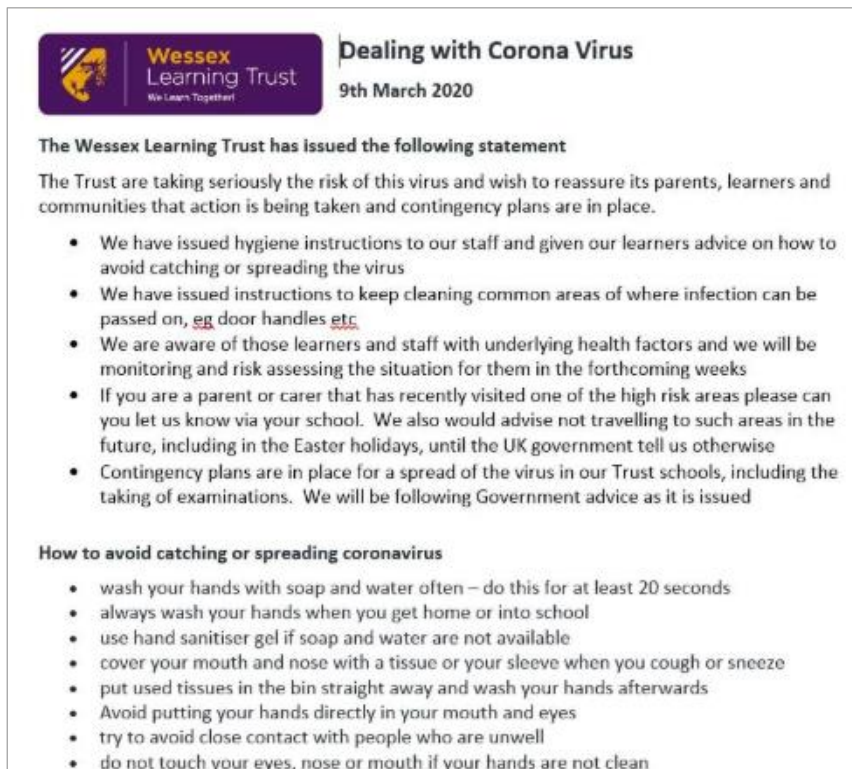 Wessex
Learning Trust
We Learn Together!
Dealing with Corona Virus
9th March 2020
The Wessex Learning Trust has issued the following statement
The Trust are taking seriously the risk of this virus and wish to reassure its parents, learners and
communities that action is being taken and contingency plans are in place.
• We have issued hygiene instructions to our staff and given our learners advice on how to
avoid catching or spreading the virus
• We have issued instructions to keep cleaning common areas of where infection can be
passed on, eg door handles etc
• We are aware of those learners and staff with underlying health factors and we will be
monitoring and risk assessing the situation for them in the forthcoming weeks
• If you are a parent or carer that has recently visited one of the high risk areas please can
you let us know via your school.  We also would advise not travelling to such areas in the
future, including in the Easter holidays, until the UK government tell us otherwise
• Contingency plans are in place for a spread of the virus in our Trust schools, including the
taking of examinations.  We will be following Government advice as it is issued
How to avoid catching or spreading coronavirus
• wash your hands with soap and water often – do this for at least 20 seconds
• always wash your hands when you get home or into school
• use hand sanitiser gel if soap and water are not available
• cover your mouth and nose with a tissue or your sleeve when you cough or sneeze
• put used tissues in the bin straight away and wash your hands afterwards
• Avoid putting your hands directly in your mouth and eyes
• try to avoid close contact with people who are unwell
• do not touch your eyes, nose or mouth if your hands are not clean